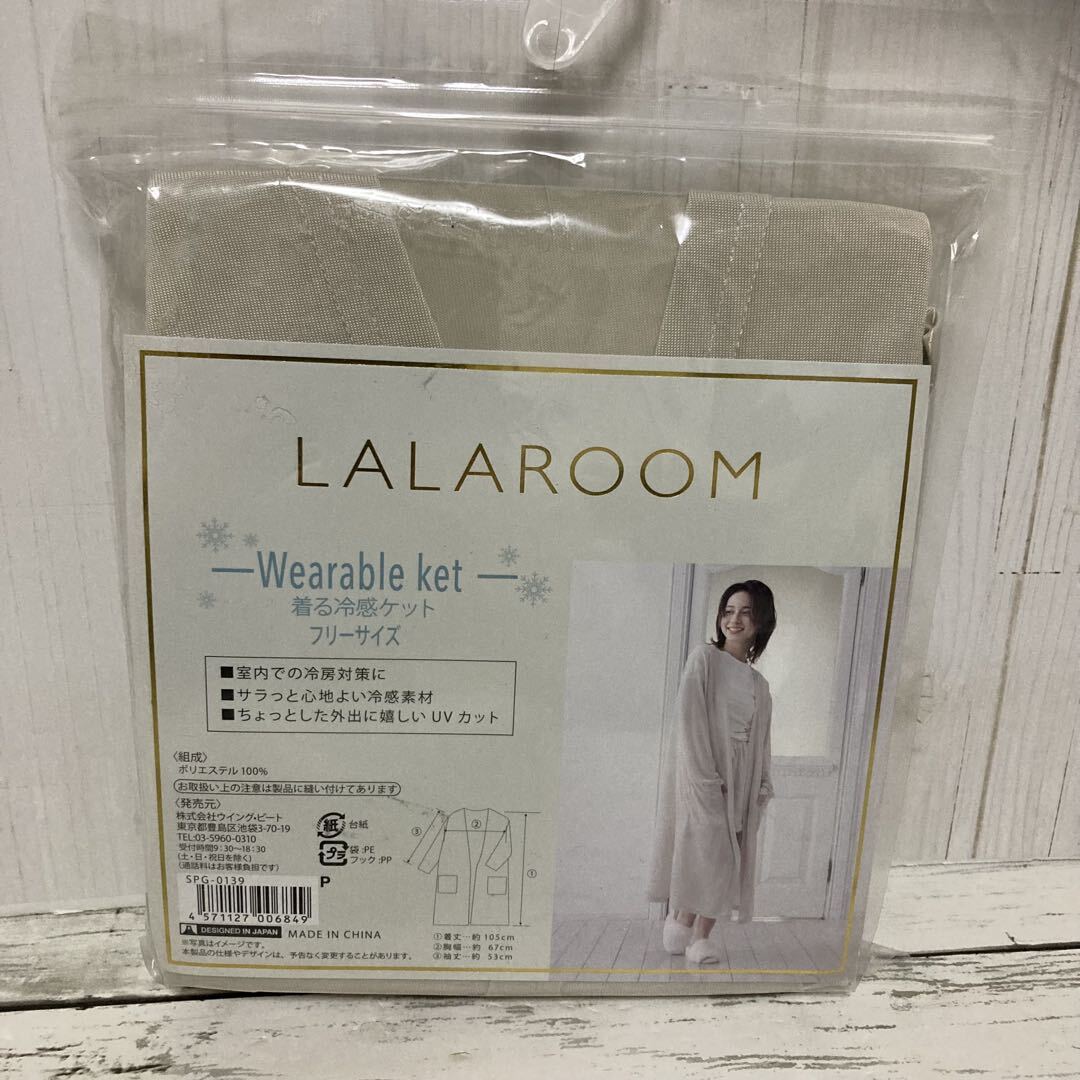 LALAROOM
Wearable ket
着る冷感ケット
フリーサイズ
■室内での冷房対策に
■サラっと心地よい冷感素材
■ちょっとした外出に嬉しい UV カット
〈組成〉
ポリエステル 100%
お取扱い上の注意は製品に縫い付けてあります
〈発売元〉
株式会社ウイング・ビート
東京都豊島区池袋3-70-19
TEL:03-5960-0310
受付時間9:30~18:30
(土・日・祝日を除く)
(通話料はお客様負担です)
紙 台紙
プラ 袋:PE
フック:PP
SPG-0139
P
4 571127 006849
DESIGNED IN JAPAN MADE IN CHINA
※写真はイメージです。
本製品の仕様やデザインは、予告なく変更することがあります。
③
②
①
①着丈…約 105cm
②胸幅…約 67cm
③袖丈…約 53cm